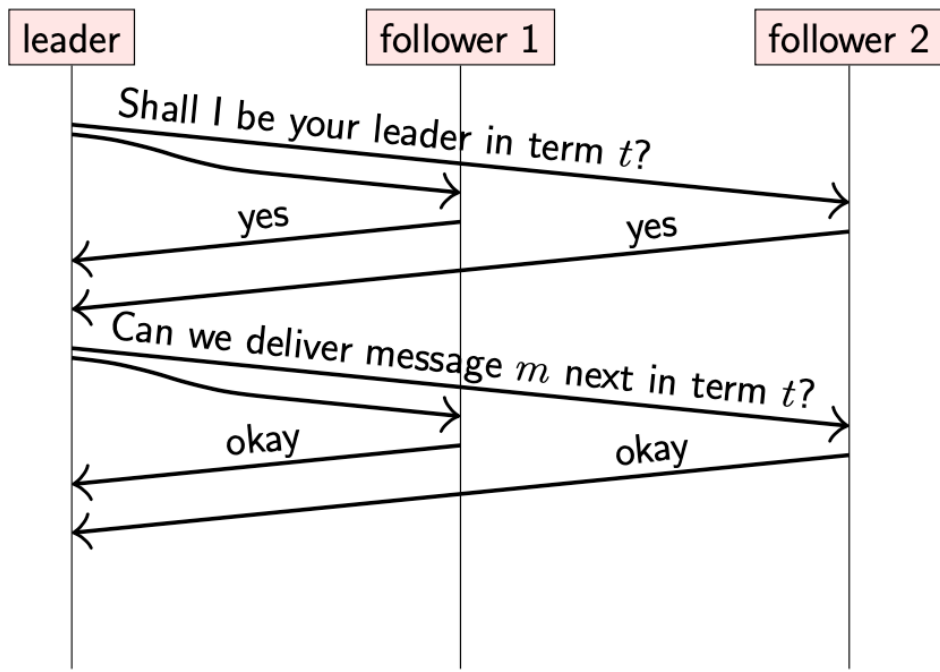 leader
follower 1
follower 2
Shall I be your leader in term t?
yes
yes
Can we deliver message m next in term t?
okay
okay